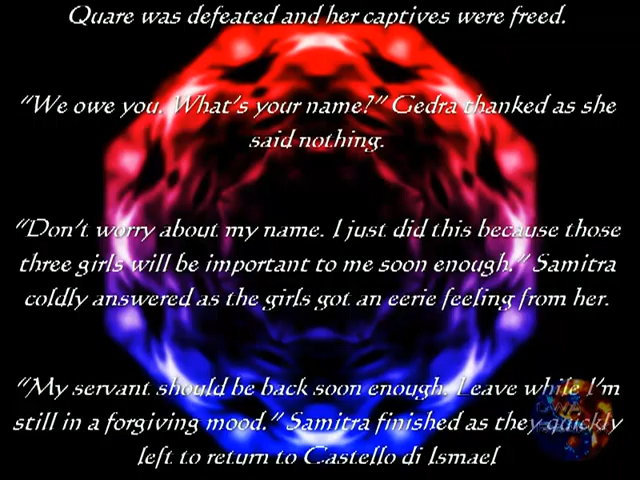 Quare was defeated and her captives were freed.
"We owe you. What's your name?" Gedra thanked as she
said nothing.
"Don't worry about my name. I just did this because those
three girls will be important to me soon enough." Samitra
coldly answered as the girls got an eerie feeling from her.
"My servant should be back soon enough. Leave while I'm
still in a forgiving mood." Samitra finished as they quickly
left to return to Castello di Ismael